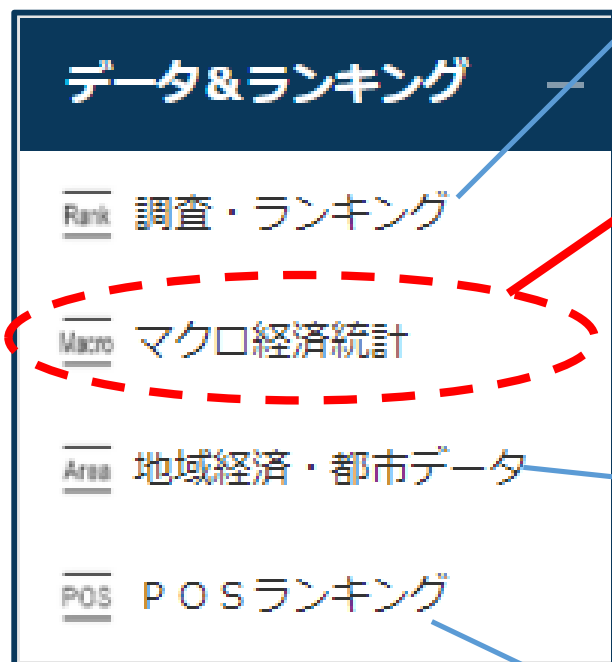 データ&ランキング
Rank 調査・ランキング
Macro マクロ経済統計
Area 地域経済・都市データ
POS ＰＯＳランキング